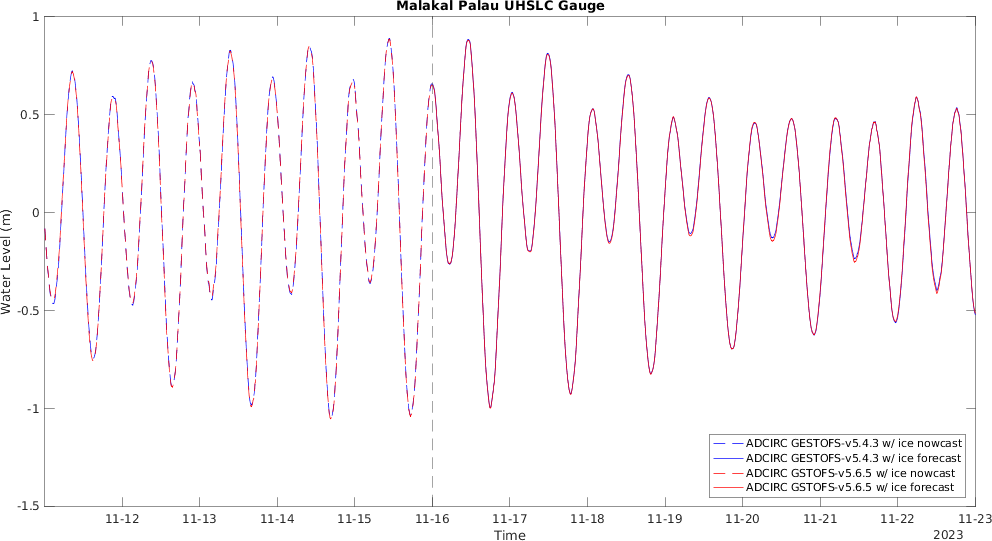 Malakal Palau UHSLC Gauge
1
0.5
0
-0.5
-1
-1.5
Water Level (m)
11-12 11-13 11-14 11-15 11-16 11-17 11-18 11-19 11-20 11-21 11-22 11-23
Time
2023
ADCIRC GESTOFS-v5.4.3 w/ ice nowcast
ADCIRC GESTOFS-v5.4.3 w/ ice forecast
ADCIRC GSTOFS-v5.6.5 w/ ice nowcast
ADCIRC GSTOFS-v5.6.5 w/ ice forecast